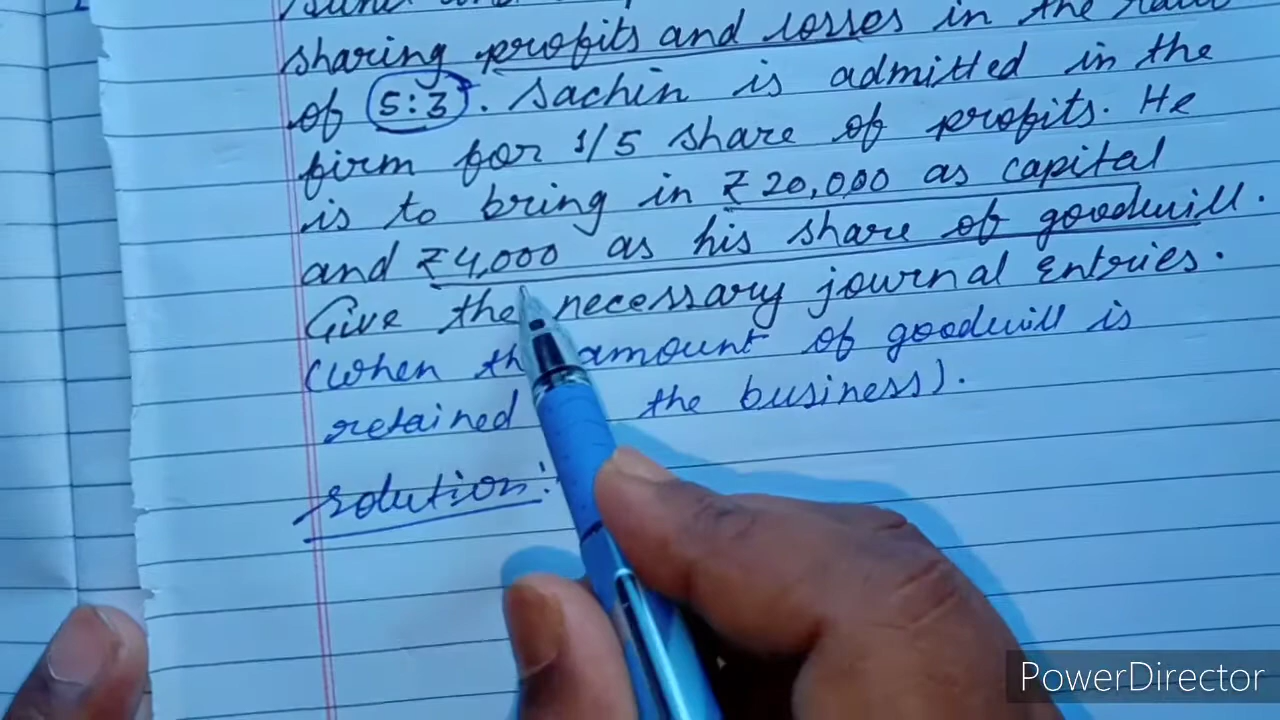 sharing profits and losses in the
of 5:3. Sachin is admitted in the
firm for 1/5 share of profits. He
is to bring in ₹20,000 as capital
and ₹4,000 as his share of goodwill.
Give the necessary journal Entries.
(When the amount of goodwill is
retained the business).
Solution:
PowerDirector